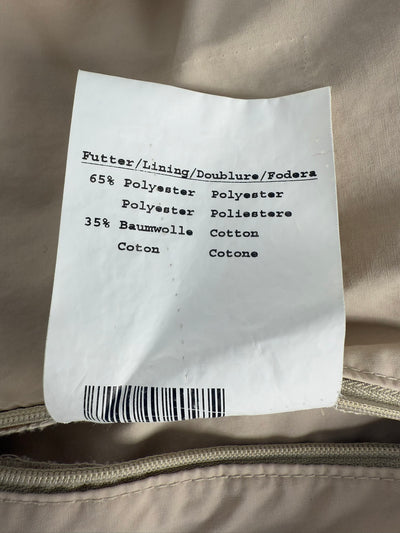 Futter/Lining/Doublure/Fodera
65% Polyester Polyester
Polyester Poliestere
35% Baumwolle Cotton
Coton Cotone